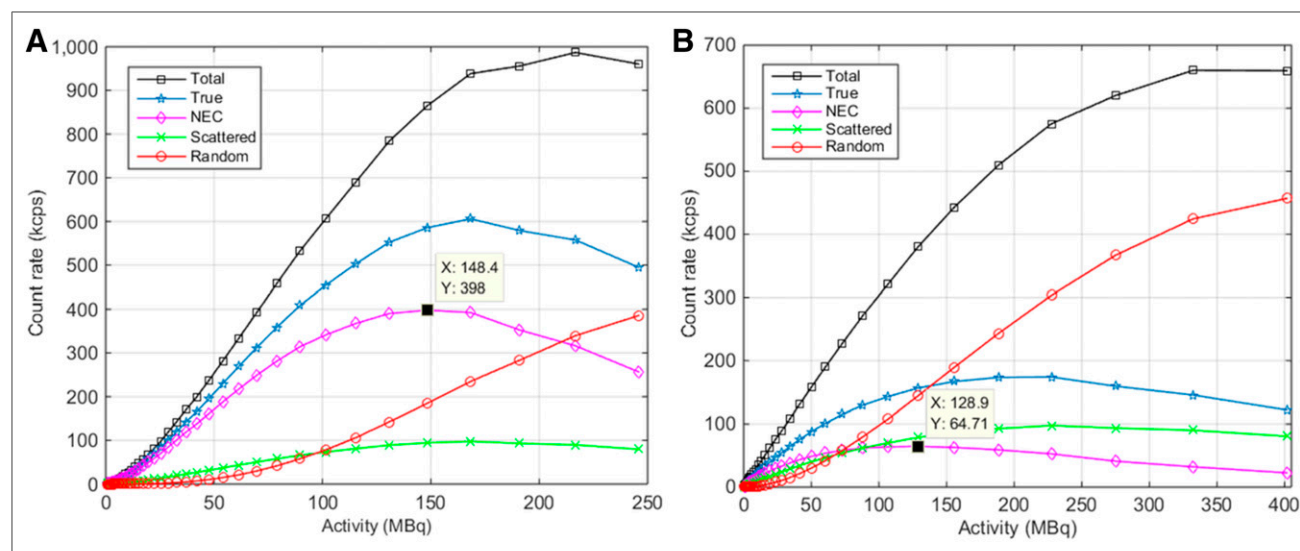 A
1,000
900
800
700
600
500
400
300
200
100
0
Count rate (kcps)
Total
True
NEC
Scattered
Random
X: 148.4
Y: 398
0 50 100 150 200 250
Activity (MBq)
B
700
600
500
400
300
200
100
0
Count rate (kcps)
Total
True
NEC
Scattered
Random
X: 128.9
Y: 64.71
0 50 100 150 200 250 300 350 400
Activity (MBq)